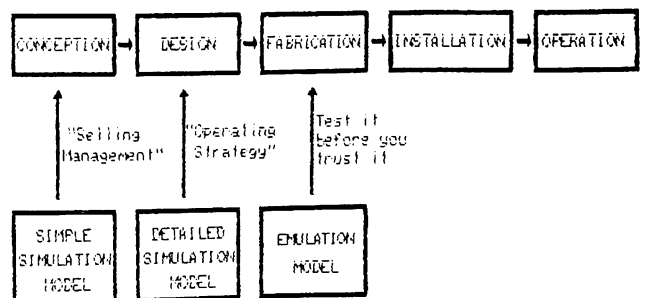 CONCEPTION
DESIGN
FABRICATION
INSTALLATION
OPERATION
"Selling
Management"
"Operating
Strategy"
Test it
before you
trust it
SIMPLE
SIMULATION
MODEL
DETAILED
SIMULATION
MODEL
EMULATION
MODEL